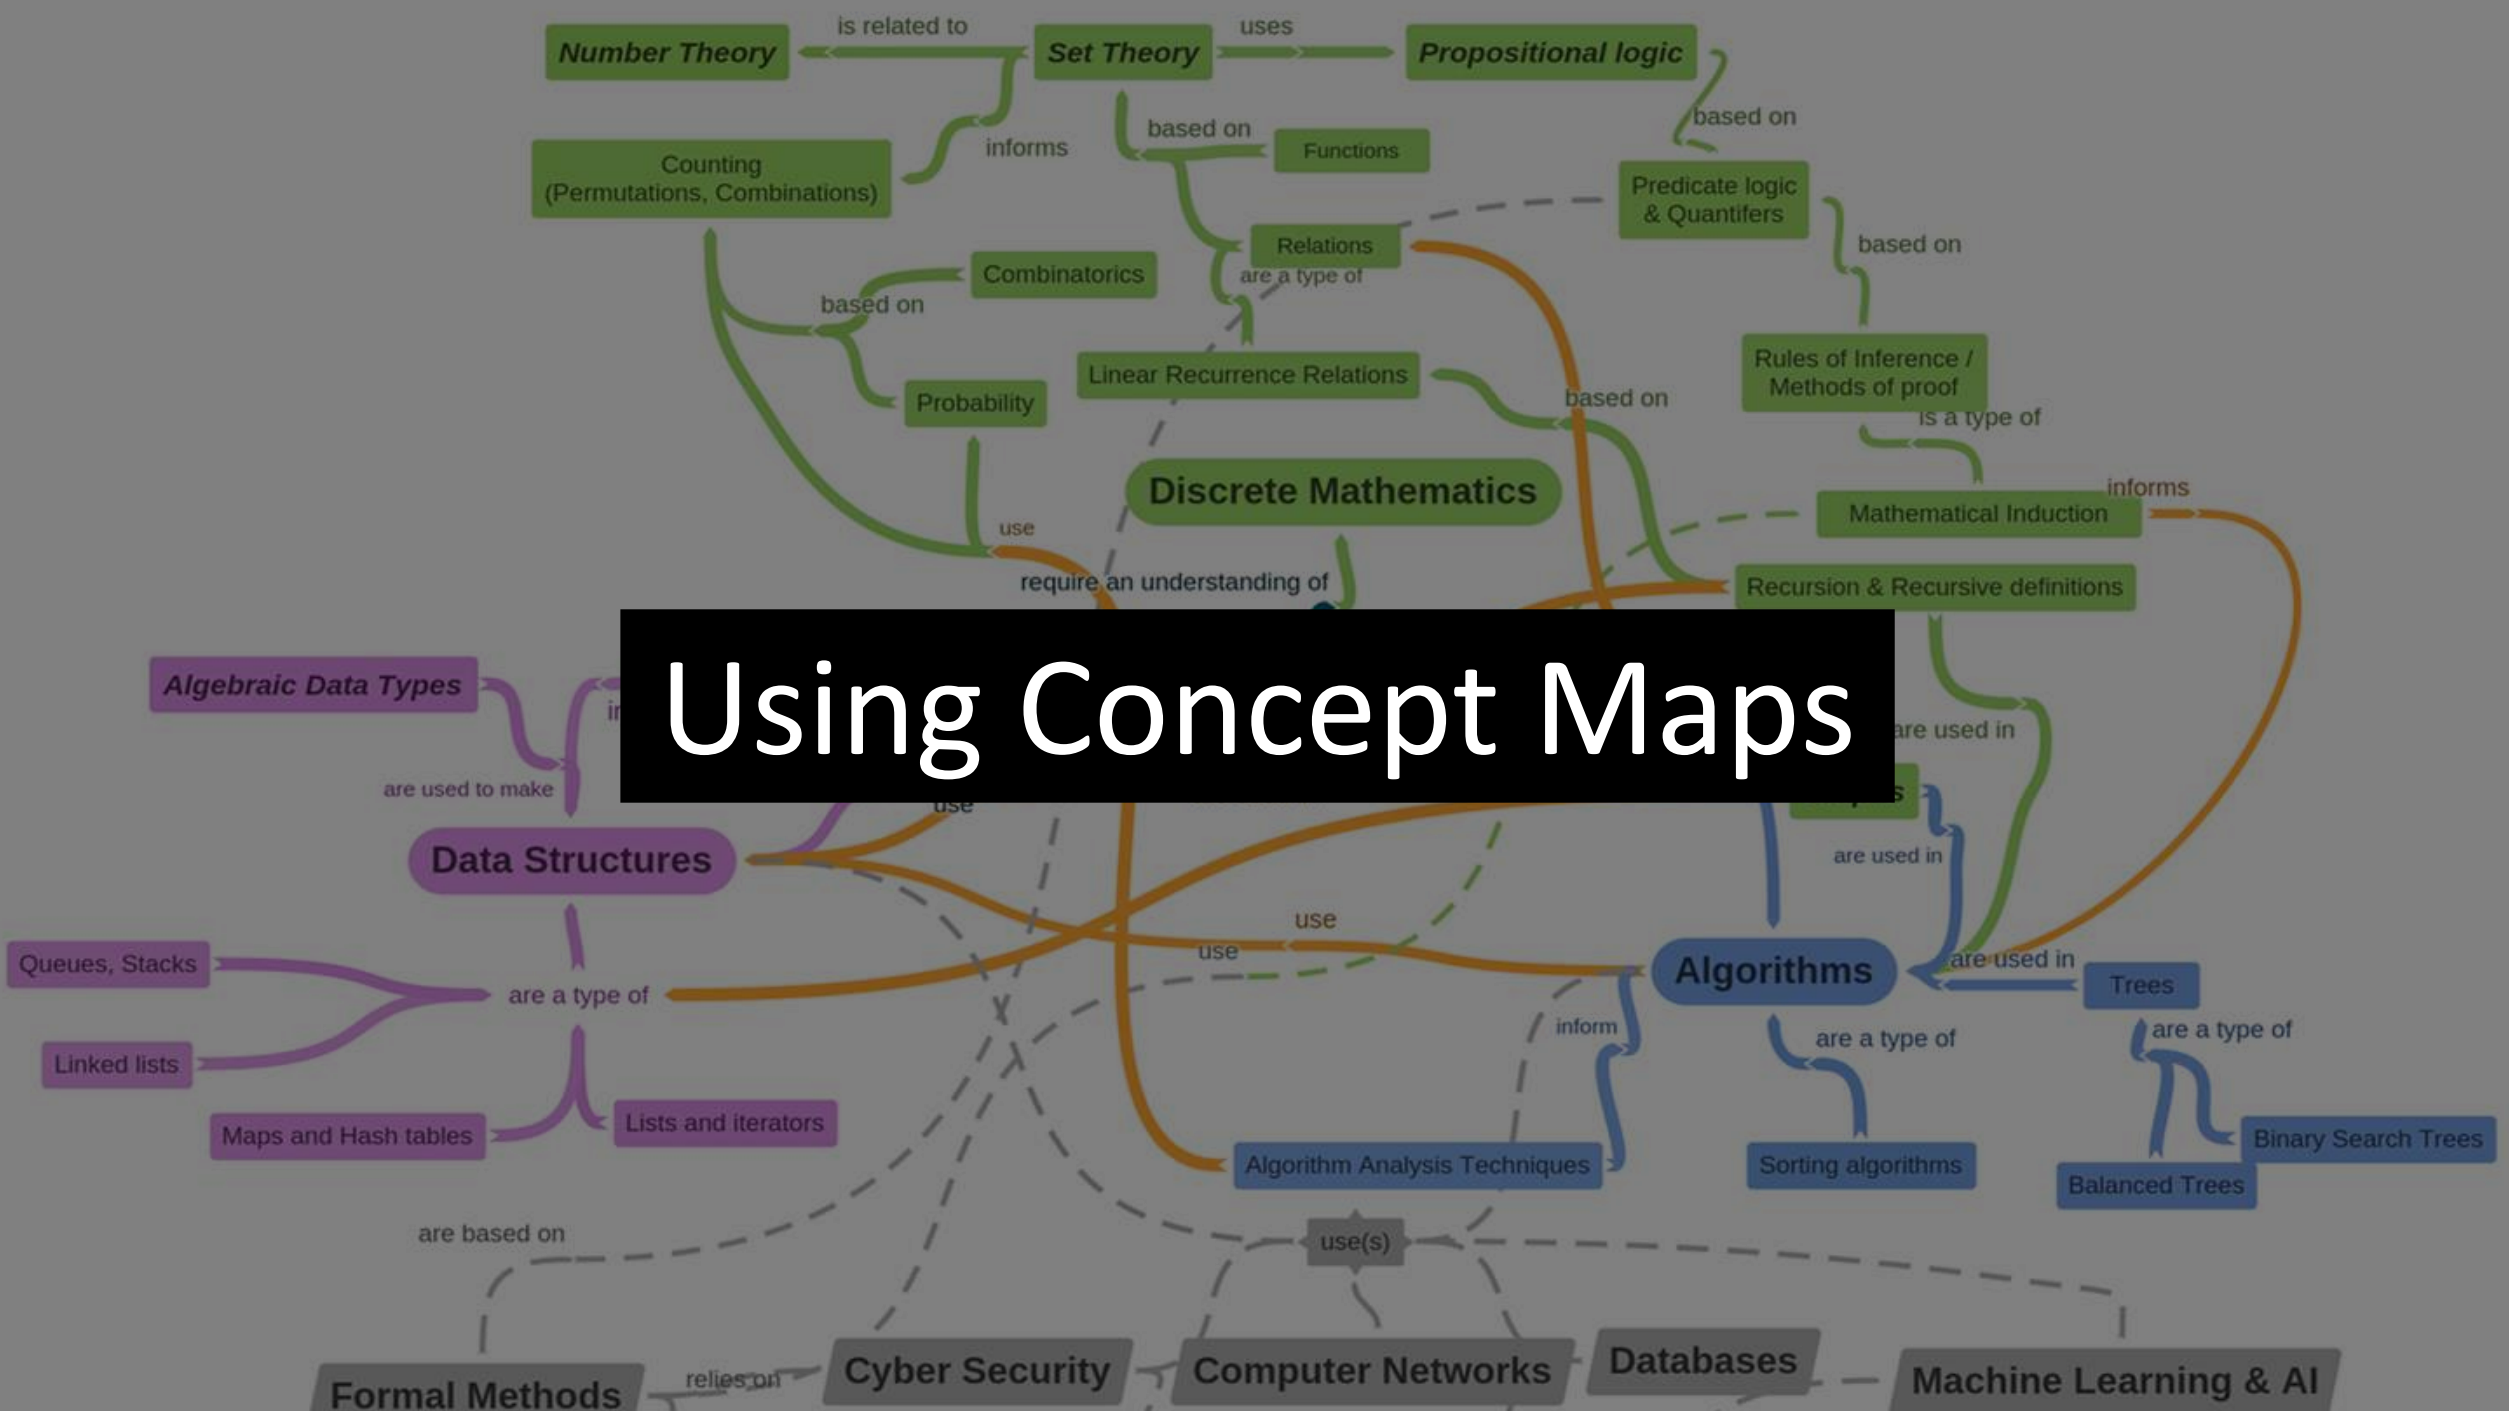 is related to
uses
Number Theory
Set Theory
Propositional logic
based on
based on
informs
Functions
Counting
(Permutations, Combinations)
Predicate logic
& Quantifers
Relations
based on
Combinatorics
are a type of
based on
Rules of Inference /
Methods of proof
Linear Recurrence Relations
Probability
based on
is a type of
Discrete Mathematics
informs
Mathematical Induction
use
require an understanding of
Recursion & Recursive definitions
Using Concept Maps
Algebraic Data Types
are used in
are used to make
use
Data Structures
are used in
use
use
Queues, Stacks
are a type of
Algorithms
are used in
Trees
inform
are a type of
are a type of
Linked lists
Maps and Hash tables
Lists and iterators
Algorithm Analysis Techniques
Sorting algorithms
Binary Search Trees
Balanced Trees
are based on
use(s)
Formal Methods
relies on
Cyber Security
Computer Networks
Databases
Machine Learning & AI